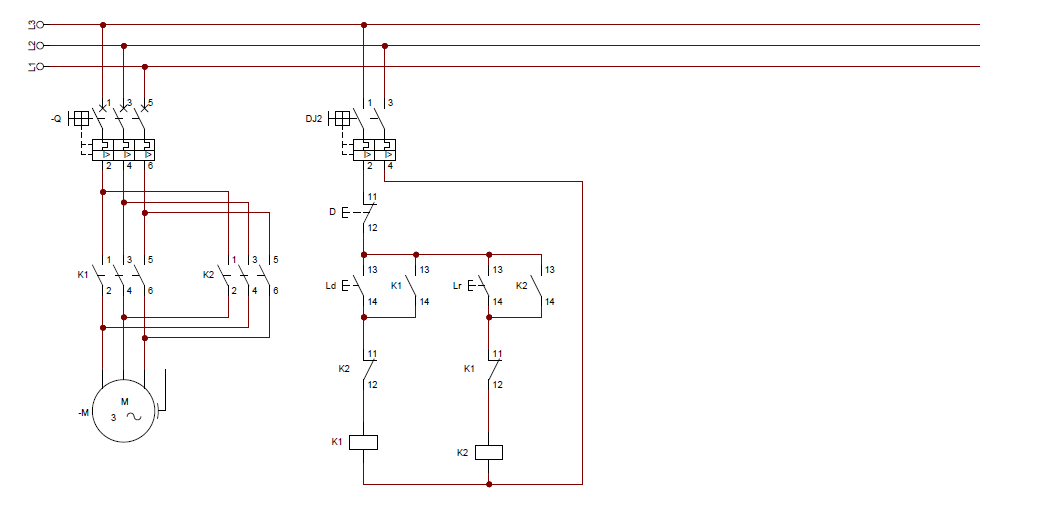 L3
L2
L1
1 3 5 1 3
-Q DJ2
I> I> I> I> I>
2 4 6 2 4
11
D
12
1 3 5 1 3 5 13 13 13 13
K1 K2 Ld K1 Lr K2
2 4 6 2 4 6 14 14 14 14
11 11
K2 K1
12 12
M
-M 3
K1
K2